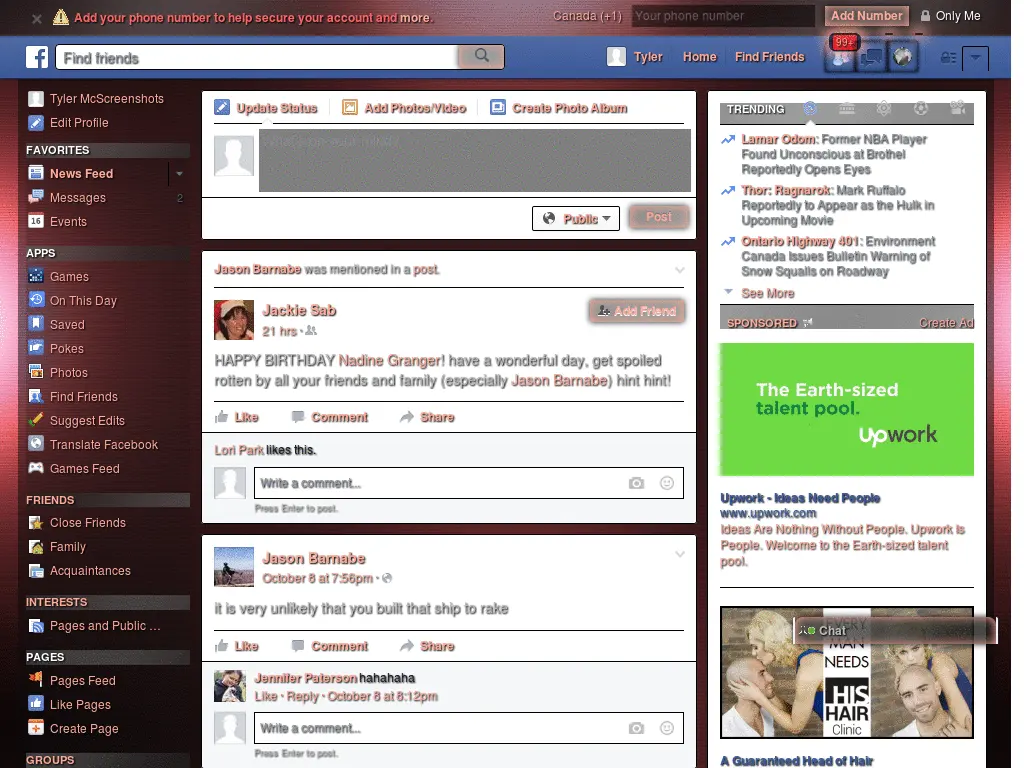 Add your phone number to help secure your account and more.
Canada (+1)
Your phone number
Add Number
Only Me
Find friends
Tyler
Home
Find Friends
99+
Tyler McScreenshots
Edit Profile
FAVORITES
News Feed
Messages 2
16 Events
APPS
Games
On This Day
Saved
Pokes
Photos
Find Friends
Suggest Edits
Translate Facebook
Games Feed
FRIENDS
Close Friends
Family
Acquaintances
INTERESTS
Pages and Public ...
PAGES
Pages Feed
Like Pages
Create Page
GROUPS
Update Status
Add Photos/Video
Create Photo Album
Public
Post
Jason Barnabe was mentioned in a post.
Jackie Sab
21 hrs ·
Add Friend
HAPPY BIRTHDAY Nadine Granger! have a wonderful day, get spoiled
rotten by all your friends and family (especially Jason Barnabe) hint hint!
Like Comment Share
Lori Park likes this.
Write a comment...
Press Enter to post.
Jason Barnabe
October 8 at 7:56pm ·
it is very unlikely that you built that ship to rake
Like Comment Share
Jennifer Paterson hahahaha
Like · Reply · October 8 at 8:12pm
Write a comment...
Press Enter to post.
TRENDING
Lamar Odom: Former NBA Player
Found Unconscious at Brothel
Reportedly Opens Eyes
Thor: Ragnarok: Mark Ruffalo
Reportedly to Appear as the Hulk in
Upcoming Movie
Ontario Highway 401: Environment
Canada Issues Bulletin Warning of
Snow Squalls on Roadway
See More
SPONSORED
Create Ad
The Earth-sized
talent pool.
Upwork
Upwork - Ideas Need People
www.upwork.com
Ideas Are Nothing Without People. Upwork Is
People. Welcome to the Earth-sized talent
pool.
Chat
EVERY
MAN
NEEDS
HIS
HAIR
Clinic
A Guaranteed Head of Hair